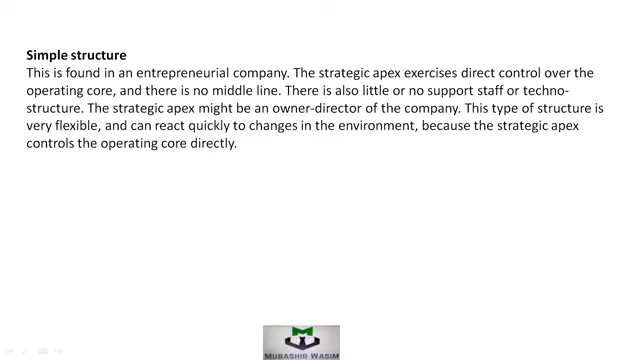 Simple structure
This is found in an entrepreneurial company. The strategic apex exercises direct control over the
operating core, and there is no middle line. There is also little or no support staff or techno-
structure. The strategic apex might be an owner-director of the company. This type of structure is
very flexible, and can react quickly to changes in the environment, because the strategic apex
controls the operating core directly.
MUBASHIR WASIM